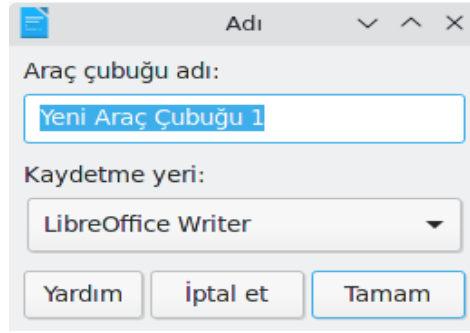 Adı
Araç çubuğu adı:
Yeni Araç Çubuğu 1
Kaydetme yeri:
LibreOffice Writer
Yardım İptal et Tamam